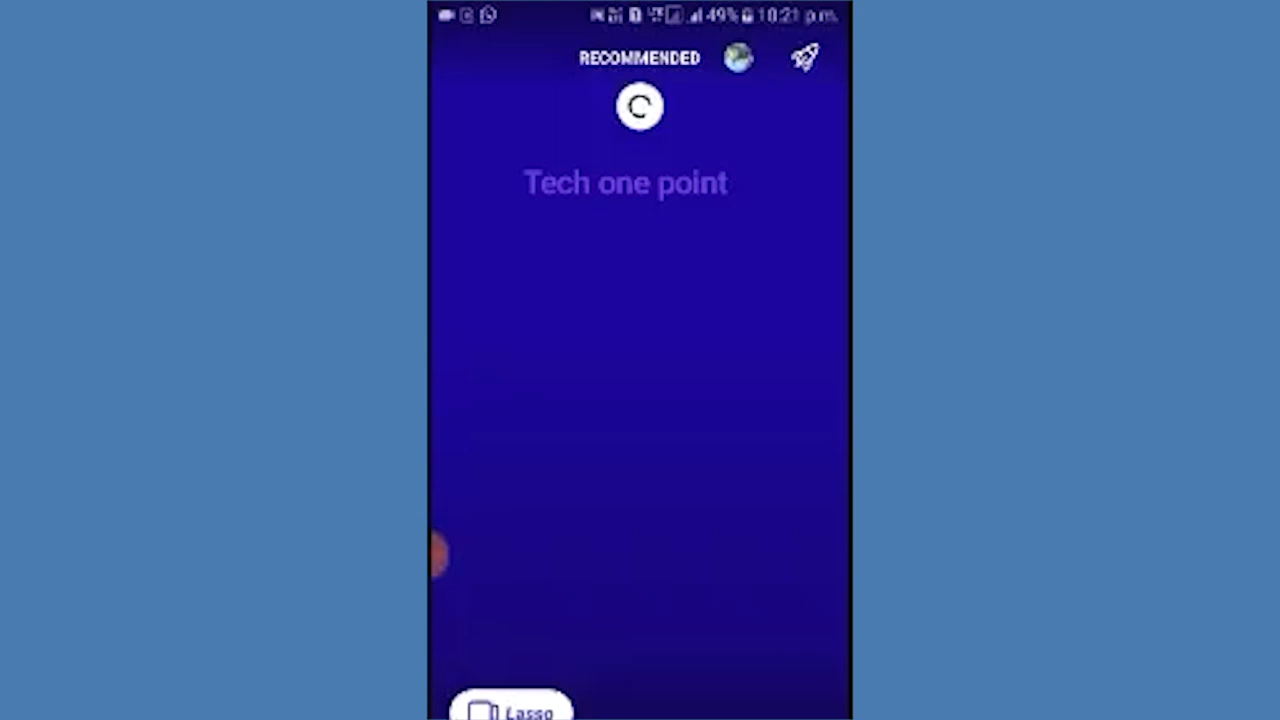 49% 10:21 p.m.
RECOMMENDED
Tech one point
Lasso